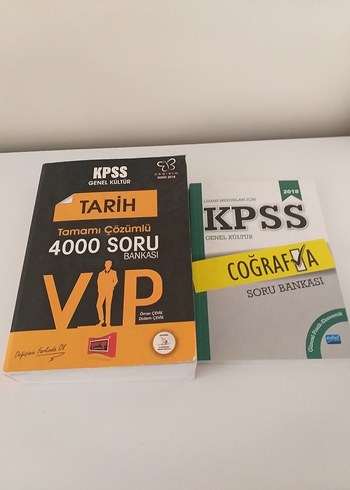 KPSS
GENEL KÜLTÜR
TARİH
Tamamı Çözümlü
4000 SORU
BANKASI
VIP
Ömer ÇEVİK
Didem ÇEVİK
2018
KPSS
GENEL KÜLTÜR
COĞRAFYA
SORU BANKASI